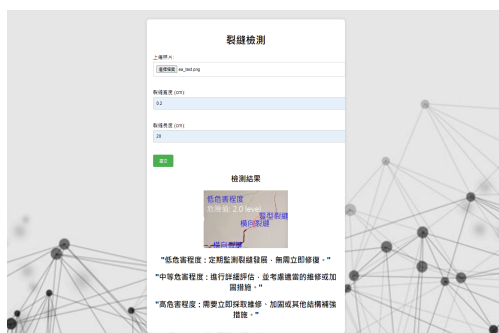 裂縫檢測
上傳照片:
選擇檔案 ea_test.png
裂縫寬度 (cm):
0.2
裂縫長度 (cm):
20
提交
檢測結果
低危害程度
危險值: 2.0 level
豎型裂縫
橫向裂縫
橫向裂縫
"低危害程度：定期監測裂縫發展，無需立即修復。"
"中等危害程度：進行詳細評估，並考慮適當的維修或加
固措施。"
"高危害程度：需要立即採取維修、加固或其他結構補強
措施。"